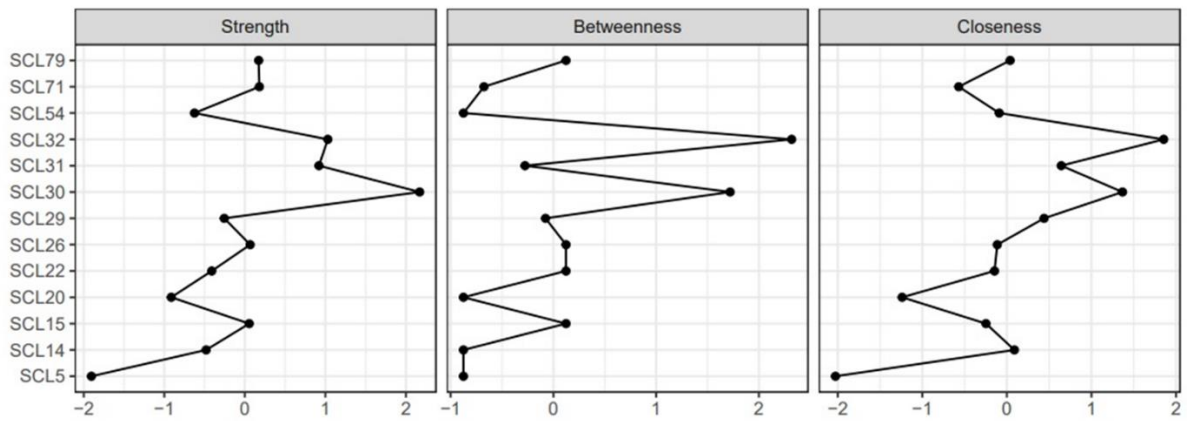 Strength Betweenness Closeness
SCL79
SCL71
SCL54
SCL32
SCL31
SCL30
SCL29
SCL26
SCL22
SCL20
SCL15
SCL14
SCL5
−2 −1 0 1 2 −1 0 1 2 −2 −1 0 1 2